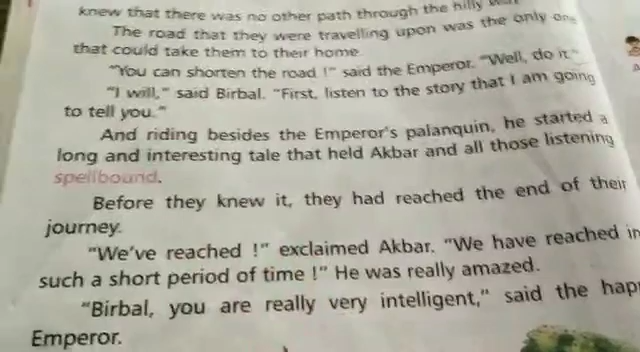 knew that there was no other path through the hilly
The road that they were travelling upon was the only
that could take them to their home.
"You can shorten the road !" said the Emperor. "Well, do it."
"I will," said Birbal. "First, listen to the story that I am going
to tell you."
And riding besides the Emperor's palanquin, he started a
long and interesting tale that held Akbar and all those listening
spellbound.
Before they knew it, they had reached the end of their
journey.
"We've reached !" exclaimed Akbar. "We have reached in
such a short period of time !" He was really amazed.
"Birbal, you are really very intelligent," said the
Emperor.